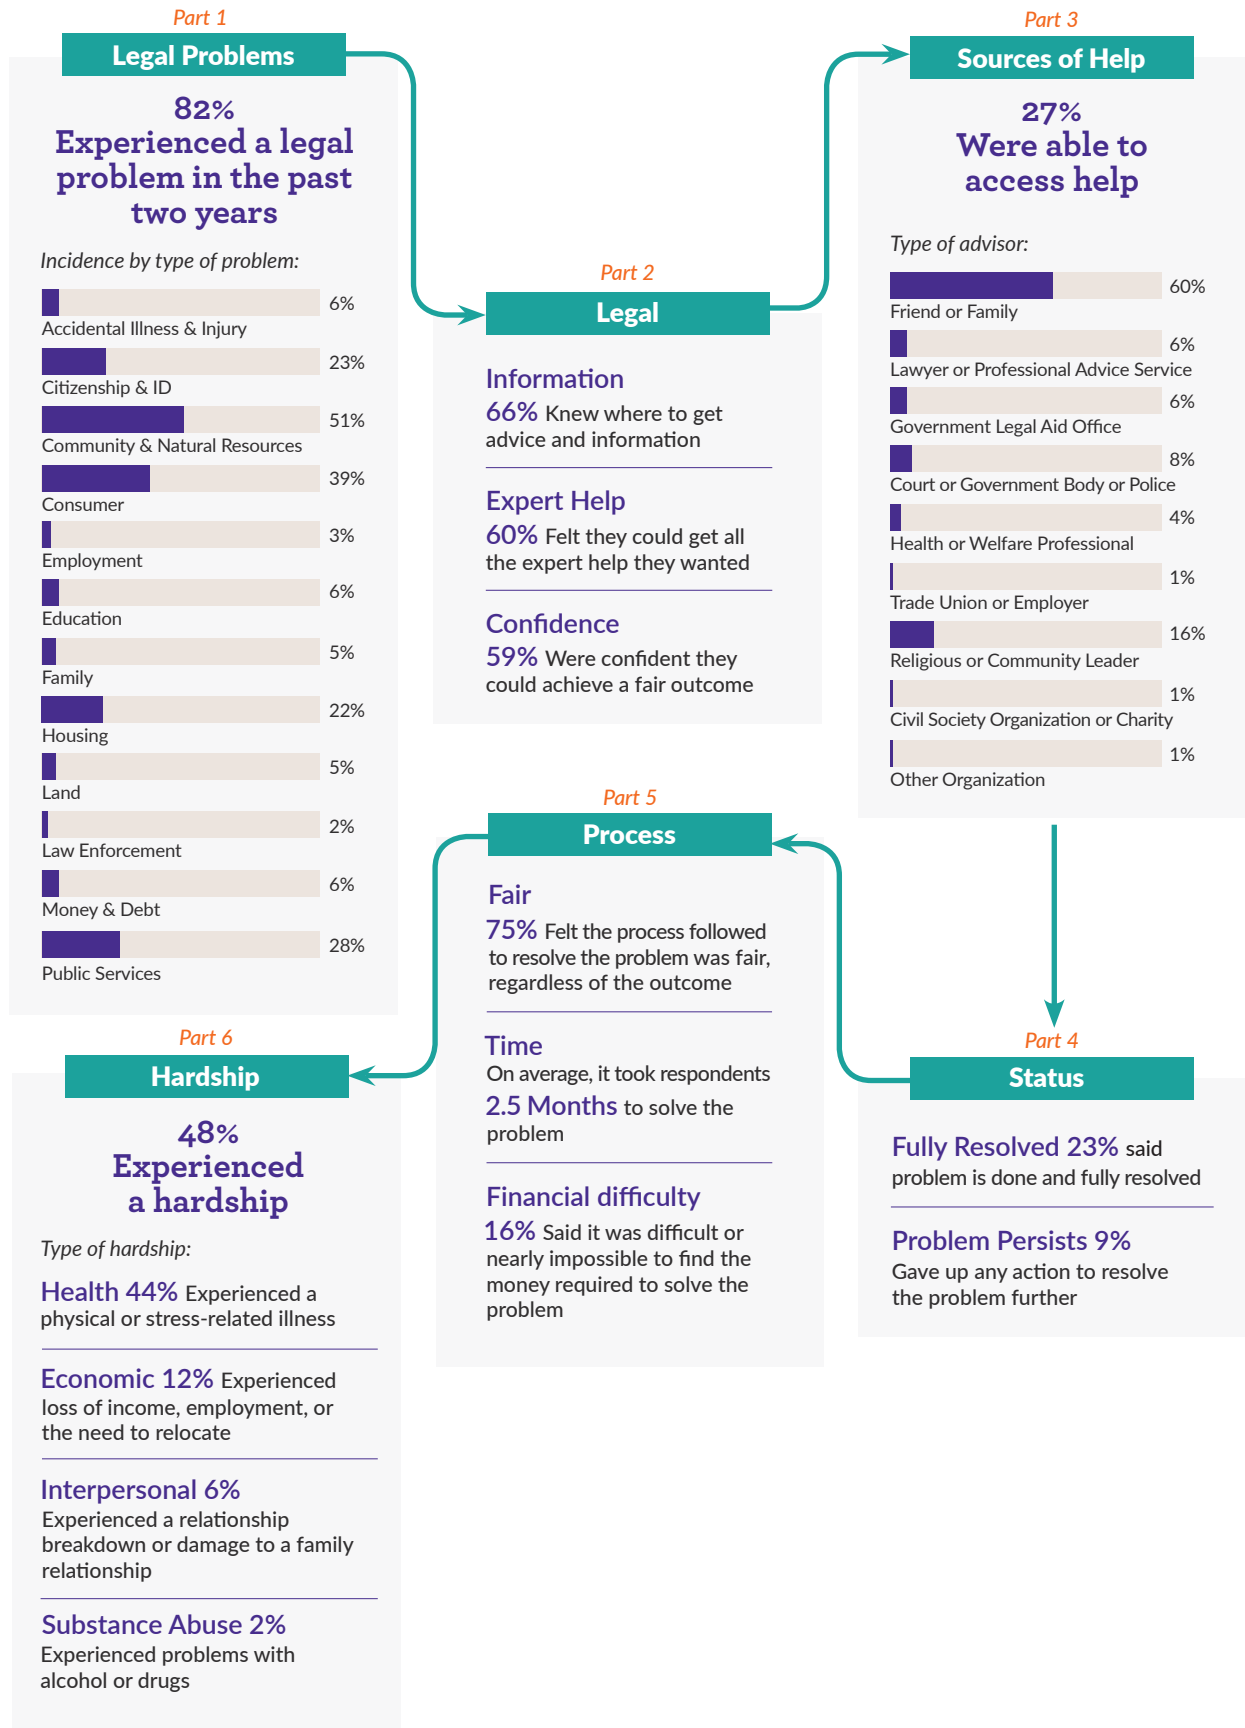 Part 1
Legal Problems
82%
Experienced a legal
problem in the past
two years
Incidence by type of problem:
6%
Accidental Illness & Injury
23%
Citizenship & ID
51%
Community & Natural Resources
39%
Consumer
3%
Employment
6%
Education
5%
Family
22%
Housing
5%
Land
2%
Law Enforcement
6%
Money & Debt
28%
Public Services
Part 2
Legal
Information
66% Knew where to get
advice and information
Expert Help
60% Felt they could get all
the expert help they wanted
Confidence
59% Were confident they
could achieve a fair outcome
Part 3
Sources of Help
27%
Were able to
access help
Type of advisor:
60%
Friend or Family
6%
Lawyer or Professional Advice Service
6%
Government Legal Aid Office
8%
Court or Government Body or Police
4%
Health or Welfare Professional
1%
Trade Union or Employer
16%
Religious or Community Leader
1%
Civil Society Organization or Charity
1%
Other Organization
Part 4
Status
Fully Resolved 23% said
problem is done and fully resolved
Problem Persists 9%
Gave up any action to resolve
the problem further
Part 5
Process
Fair
75% Felt the process followed
to resolve the problem was fair,
regardless of the outcome
Time
On average, it took respondents
2.5 Months to solve the
problem
Financial difficulty
16% Said it was difficult or
nearly impossible to find the
money required to solve the
problem
Part 6
Hardship
48%
Experienced
a hardship
Type of hardship:
Health 44% Experienced a
physical or stress-related illness
Economic 12% Experienced
loss of income, employment, or
the need to relocate
Interpersonal 6%
Experienced a relationship
breakdown or damage to a family
relationship
Substance Abuse 2%
Experienced problems with
alcohol or drugs